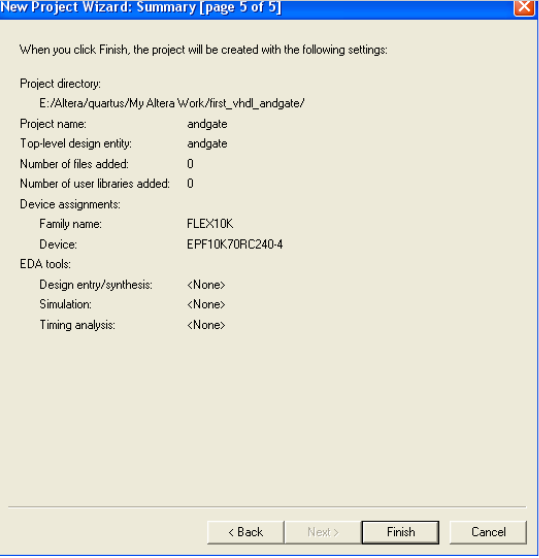 New Project Wizard: Summary [page 5 of 5]
When you click Finish, the project will be created with the following settings:
Project directory:
E:/Altera/quartus/My Altera Work/first_vhdl_andgate/
Project name: andgate
Top-level design entity: andgate
Number of files added: 0
Number of user libraries added: 0
Device assignments:
Family name: FLEX10K
Device: EPF10K70RC240-4
EDA tools:
Design entry/synthesis: <None>
Simulation: <None>
Timing analysis: <None>
< Back Next > Finish Cancel